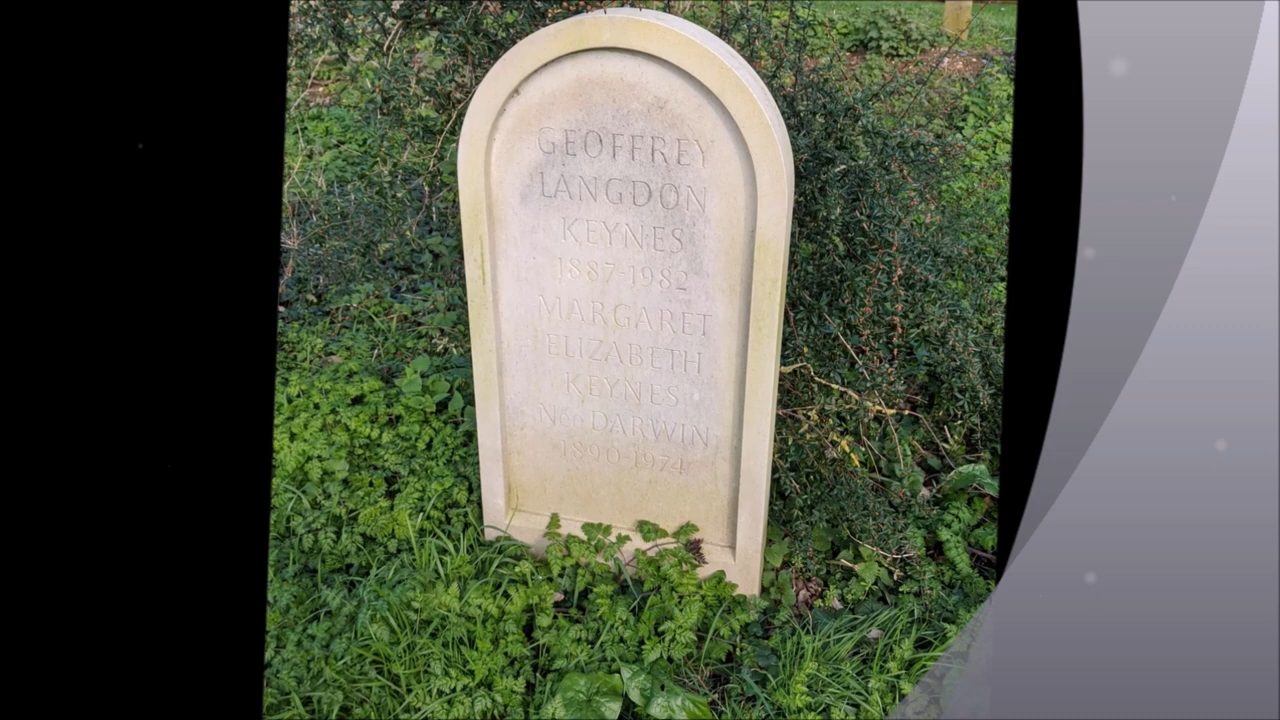 GEOFFREY
LANGDON
KEYNES
1887-1982
MARGARET
ELIZABETH
KEYNES
Née DARWIN
1890-1974